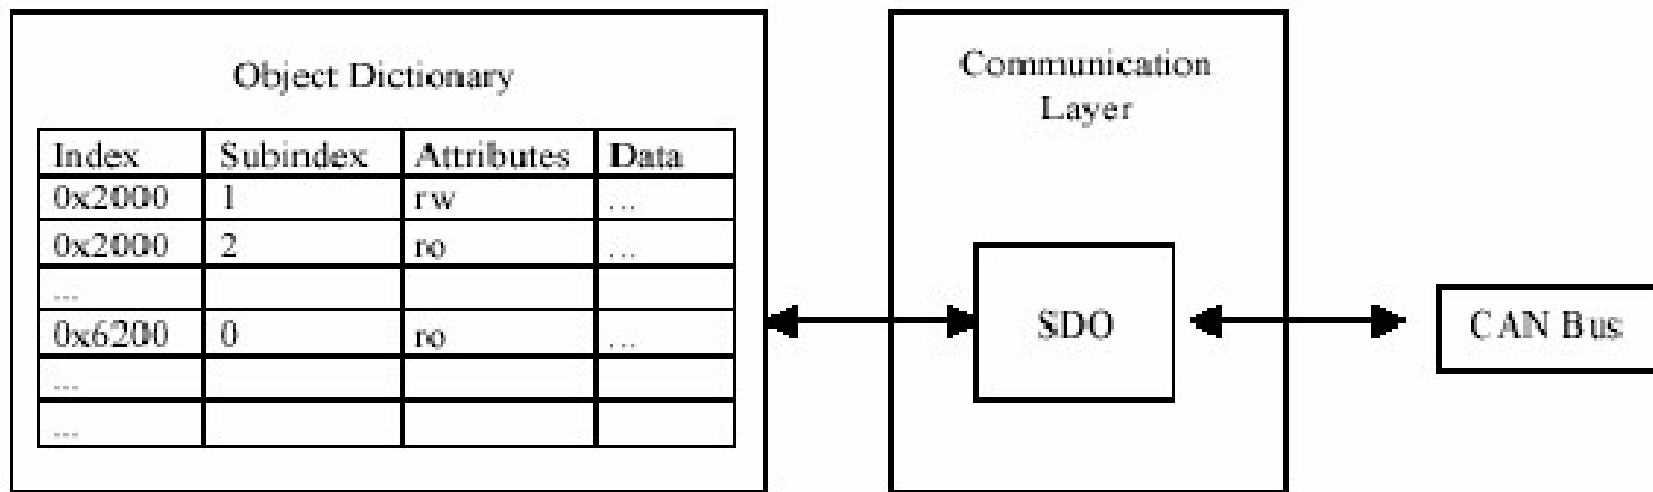 Object Dictionary
Index Subindex Attributes Data
0x2000 1 rw ...
0x2000 2 ro ...
...
0x6200 0 ro ...
...
...
Communication
Layer
SDO
CAN Bus